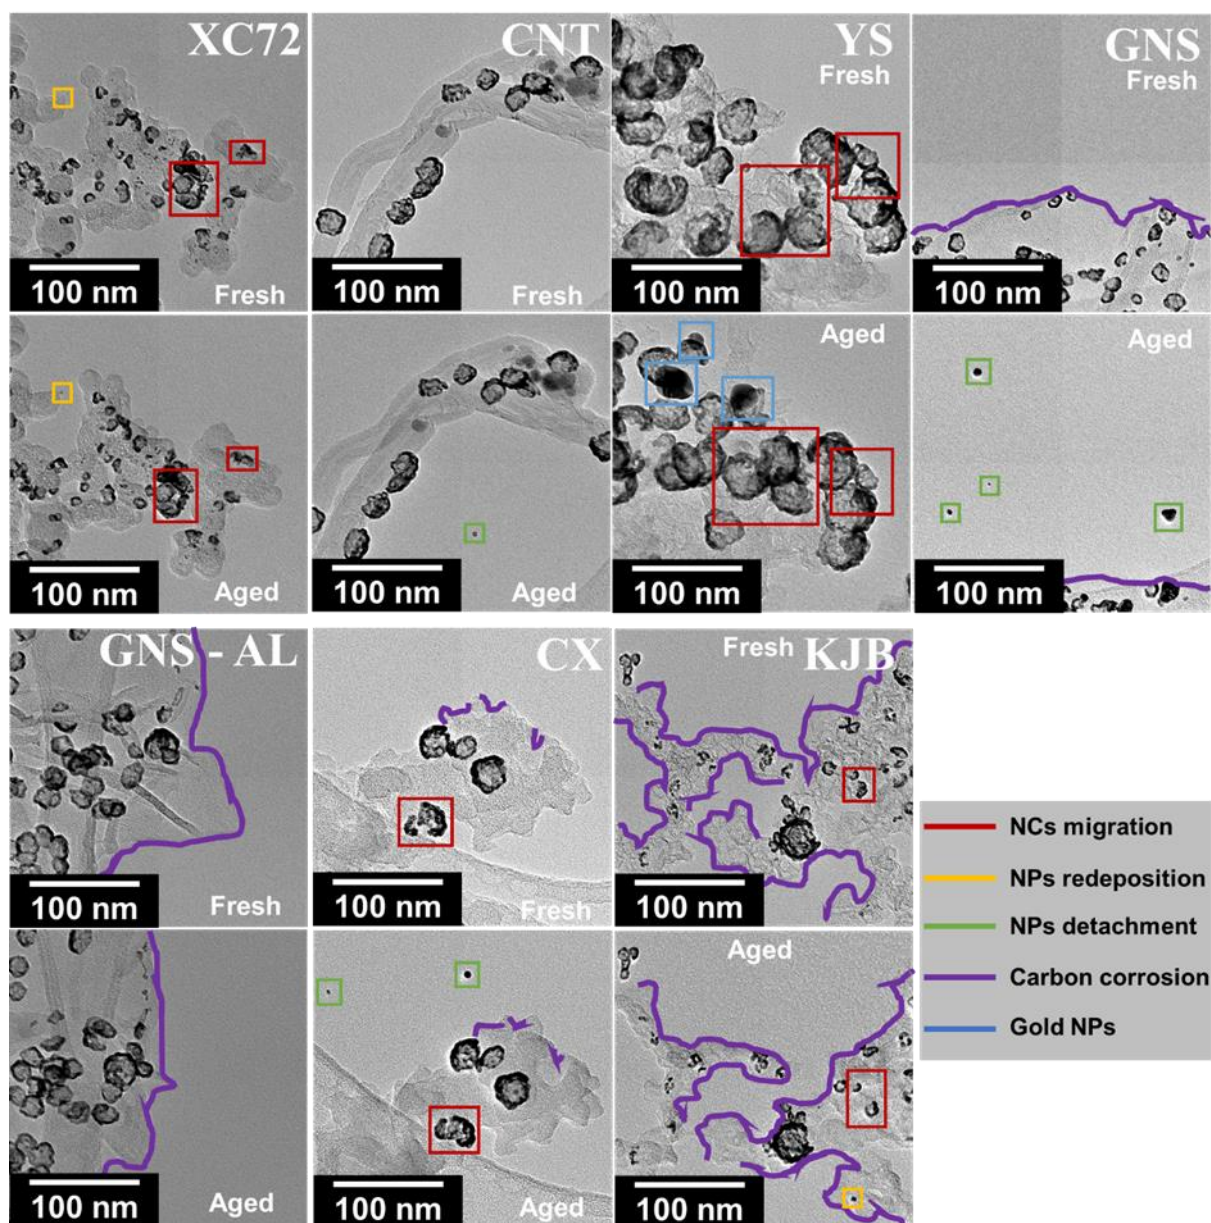 XC72
CNT
YS
Fresh
GNS
Fresh
100 nm
Fresh
100 nm
Fresh
100 nm
100 nm
Aged
Aged
100 nm
Aged
100 nm
Aged
100 nm
100 nm
GNS - AL
CX
Fresh KJB
100 nm
Fresh
100 nm
Fresh
100 nm
Aged
100 nm
Aged
100 nm
Aged
100 nm
NCs migration
NPs redeposition
NPs detachment
Carbon corrosion
Gold NPs